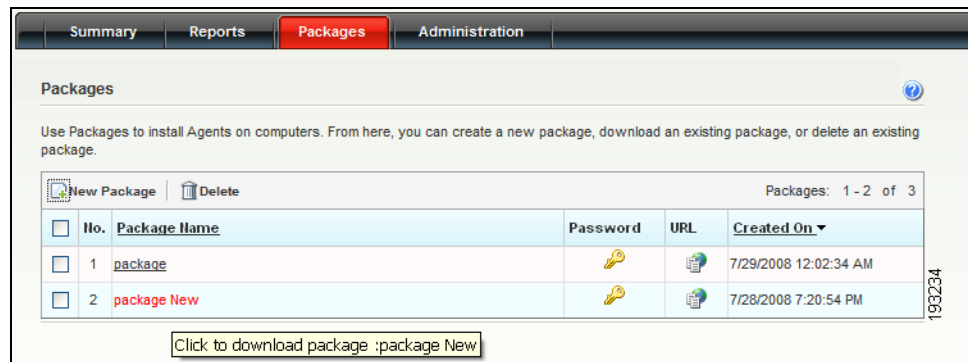 Summary Reports Packages Administration
Packages
Use Packages to install Agents on computers. From here, you can create a new package, download an existing package, or delete an existing
package.
New Package Delete Packages: 1 - 2 of 3
No. Package Name Password URL Created On
1 package 7/29/2008 12:02:34 AM
2 package New 7/28/2008 7:20:54 PM
Click to download package :package New
193234